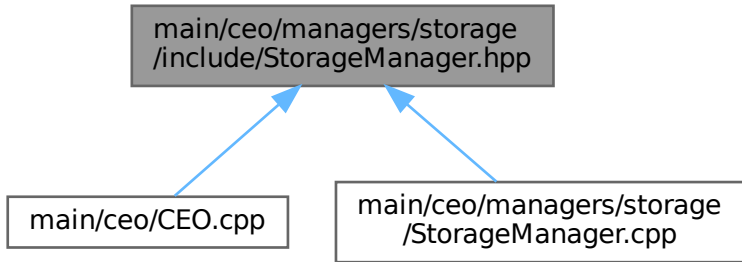 main/ceo/managers/storage
/include/StorageManager.hpp
main/ceo/CEO.cpp
main/ceo/managers/storage
/StorageManager.cpp